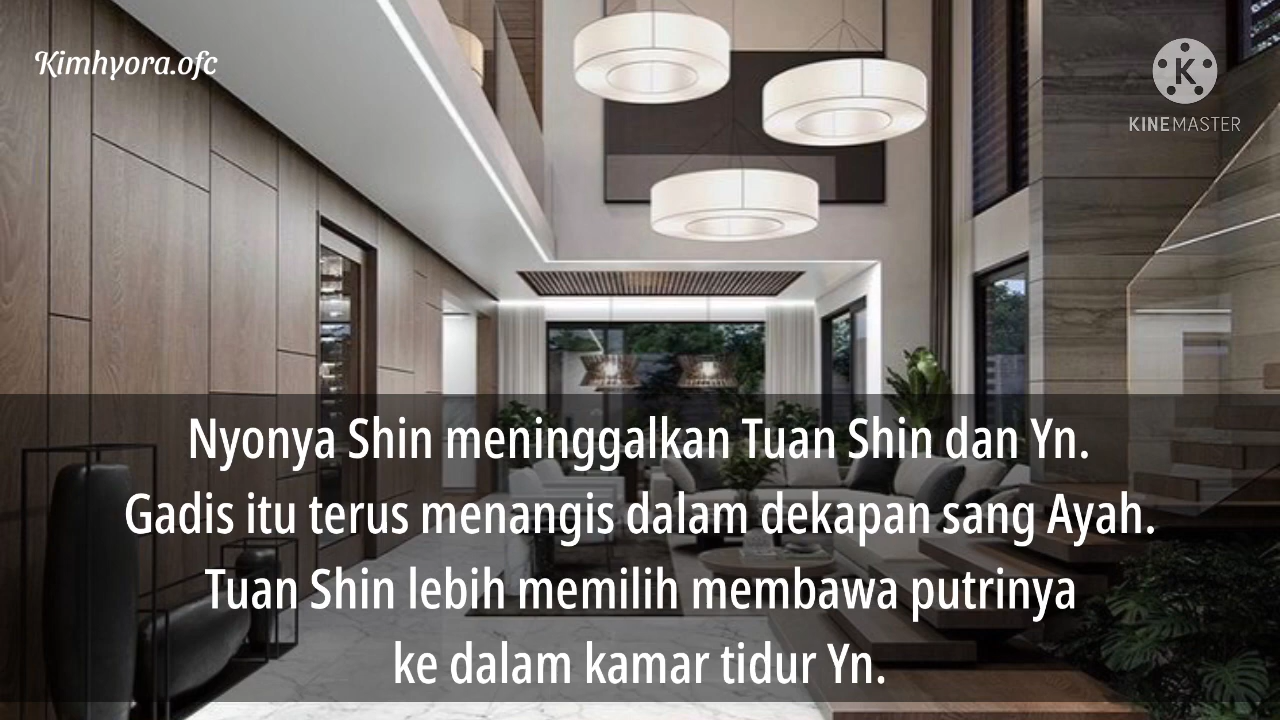 Kimhyora.ofc
K
KINEMASTER
Nyonya Shin meninggalkan Tuan Shin dan Yn.
Gadis itu terus menangis dalam dekapan sang Ayah.
Tuan Shin lebih memilih membawa putrinya
ke dalam kamar tidur Yn.